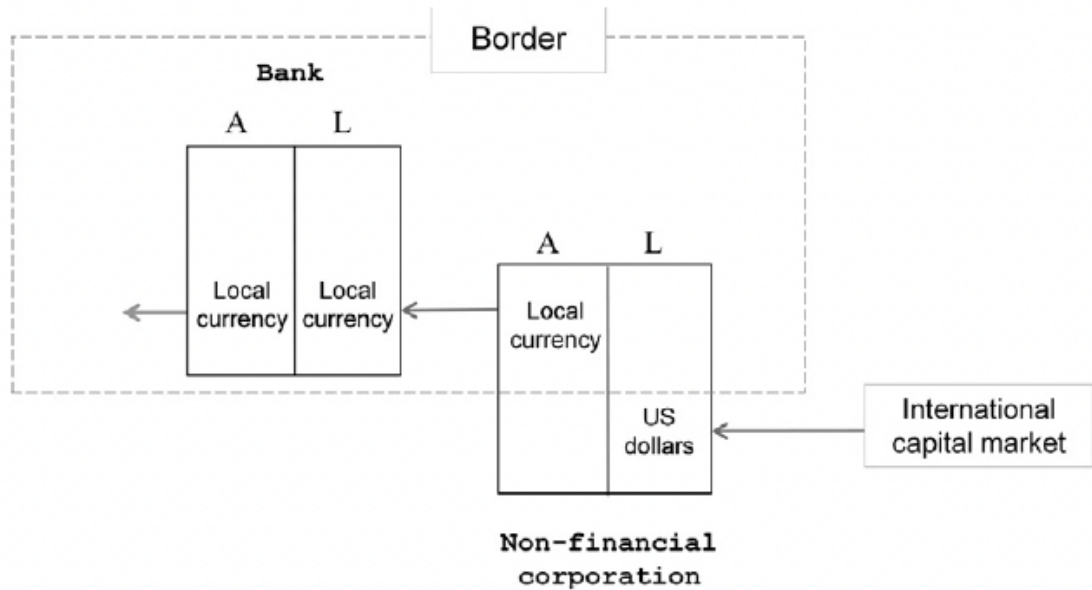 Border
Bank
A L
Local currency
Local currency
A L
Local currency
US dollars
International capital market
Non-financial corporation